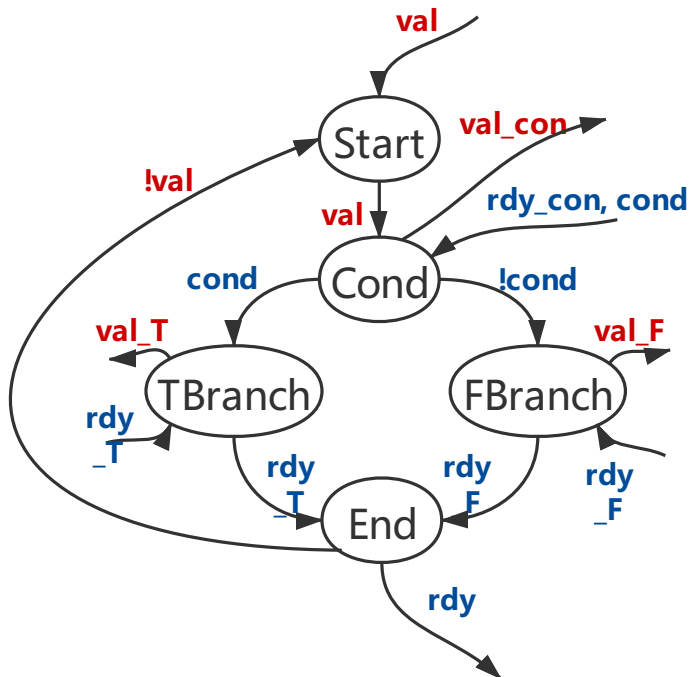 val
Start
val_con
!val
val
rdy_con, cond
Cond
cond
!cond
val_T
val_F
TBranch
FBranch
rdy
_T
rdy
_T
rdy
_F
rdy
_F
End
rdy